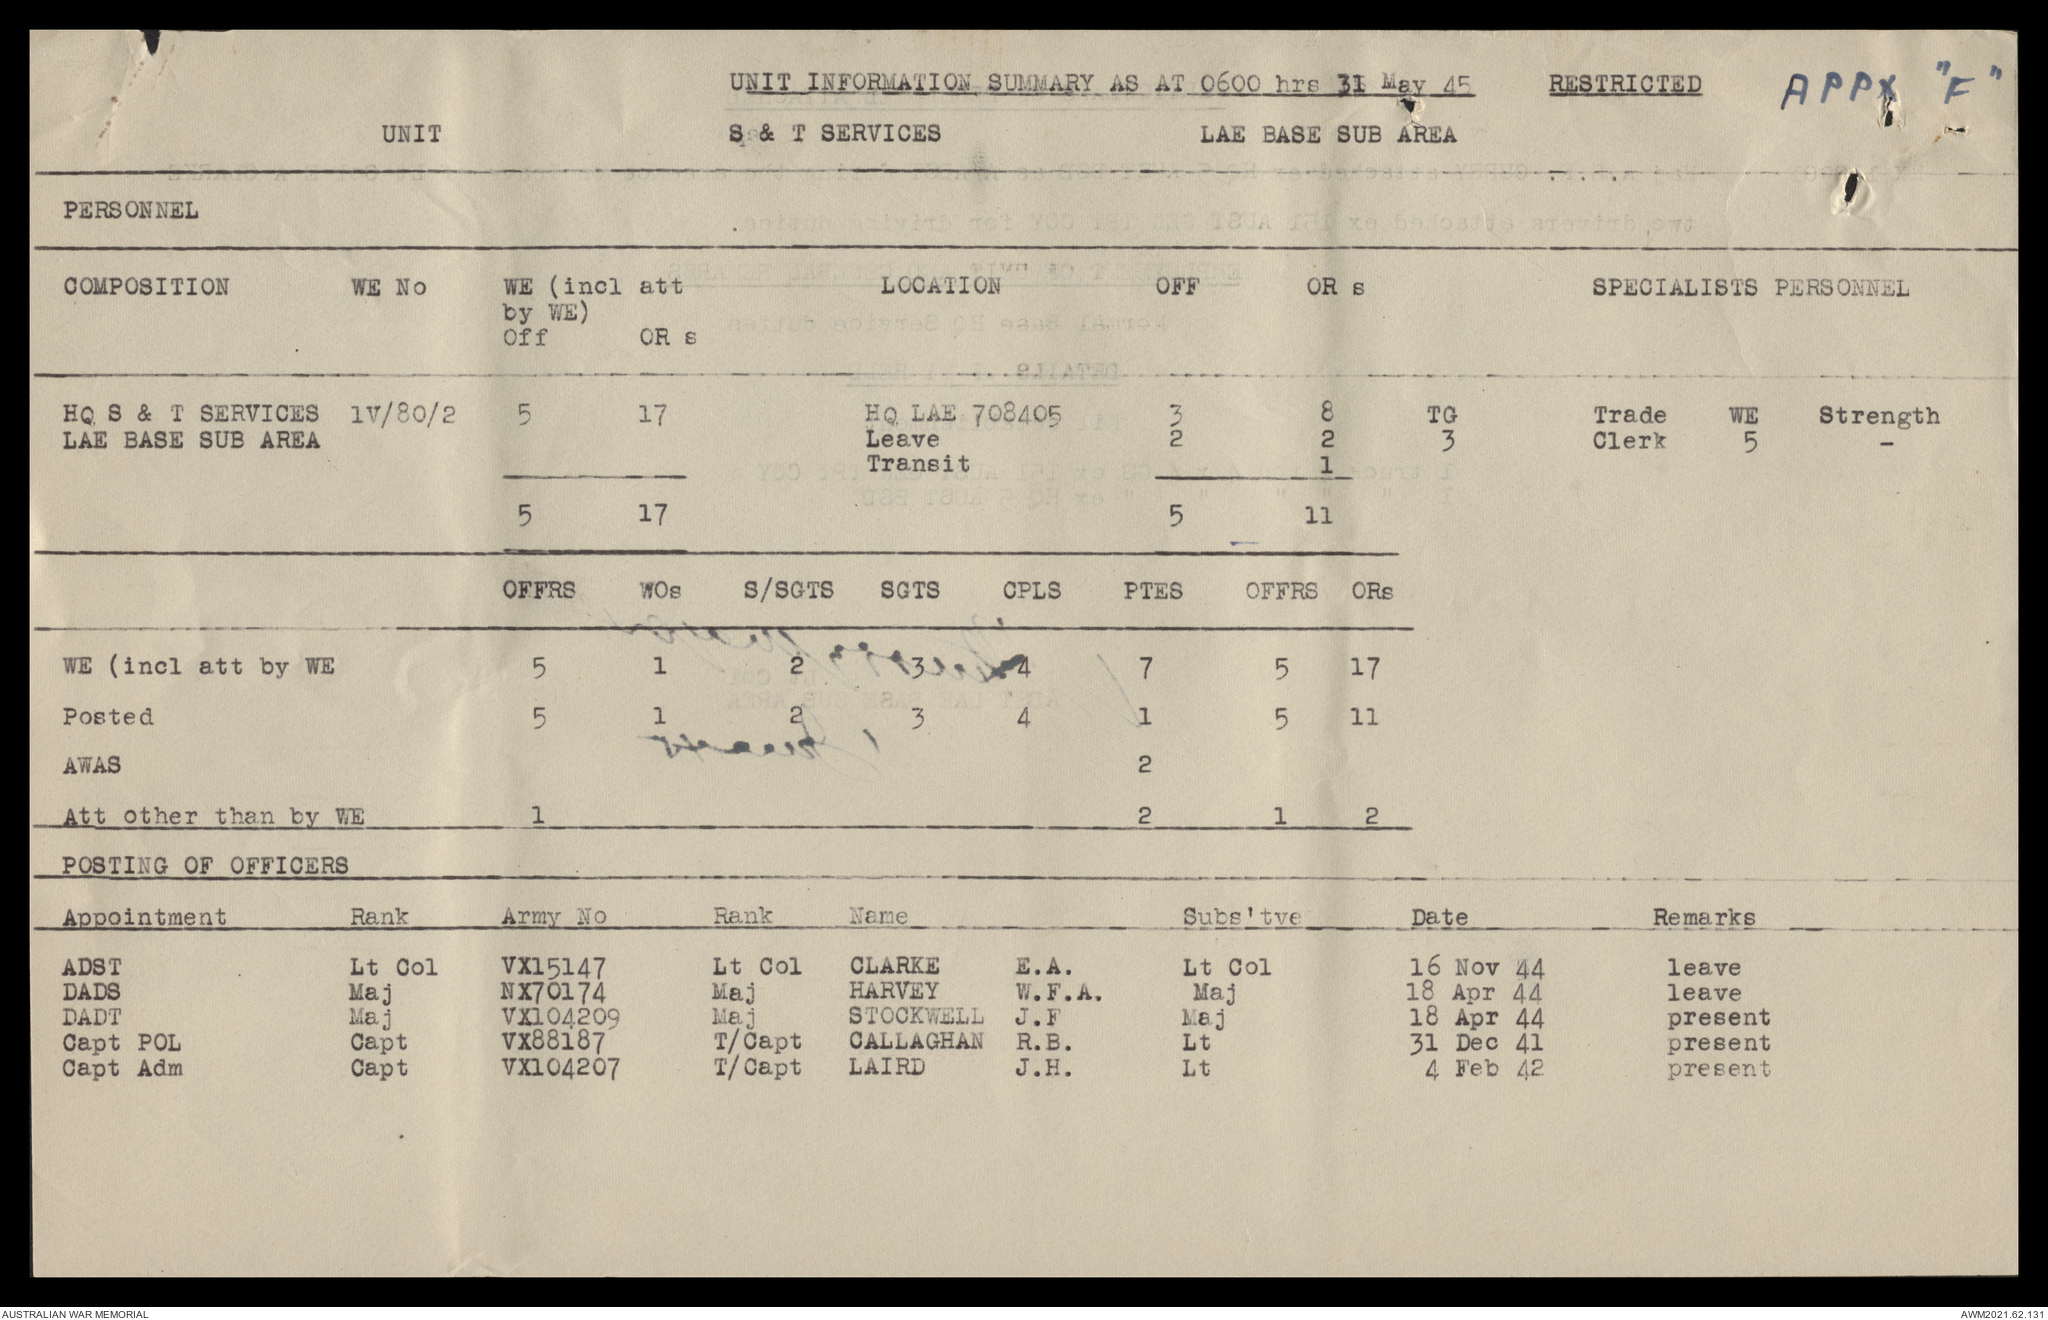 UNIT INFORMATION SUMMARY AS AT 0600 hrs 31 May 45 RESTRICTED APPX "F"
UNIT S & T SERVICES LAE BASE SUB AREA
PERSONNEL
COMPOSITION WE No WE (incl att LOCATION OFF OR s SPECIALISTS PERSONNEL
by WE)
Off OR s
HQ S & T SERVICES 1V/80/2 5 17 HQ LAE 708405 3 8 TG Trade WE Strength
LAE BASE SUB AREA Leave 2 2 3 Clerk 5 -
Transit 1
5 17 5 11
OFFRS WOs S/SGTS SGTS CPLS PTES OFFRS ORs
WE (incl att by WE 5 1 2 3 4 7 5 17
Posted 5 1 2 3 4 1 5 11
AWAS 2
Att other than by WE 1 2 1 2
POSTING OF OFFICERS
Appointment Rank Army No Rank Name Subs'tve Date Remarks
ADST Lt Col VX15147 Lt Col CLARKE E.A. Lt Col 16 Nov 44 leave
DADS Maj NX70174 Maj HARVEY W.F.A. Maj 18 Apr 44 leave
DADT Maj VX104209 Maj STOCKWELL J.F Maj 18 Apr 44 present
Capt POL Capt VX88187 T/Capt CALLAGHAN R.B. Lt 31 Dec 41 present
Capt Adm Capt VX104207 T/Capt LAIRD J.H. Lt 4 Feb 42 present
AUSTRALIAN WAR MEMORIAL AWM2021.62.131